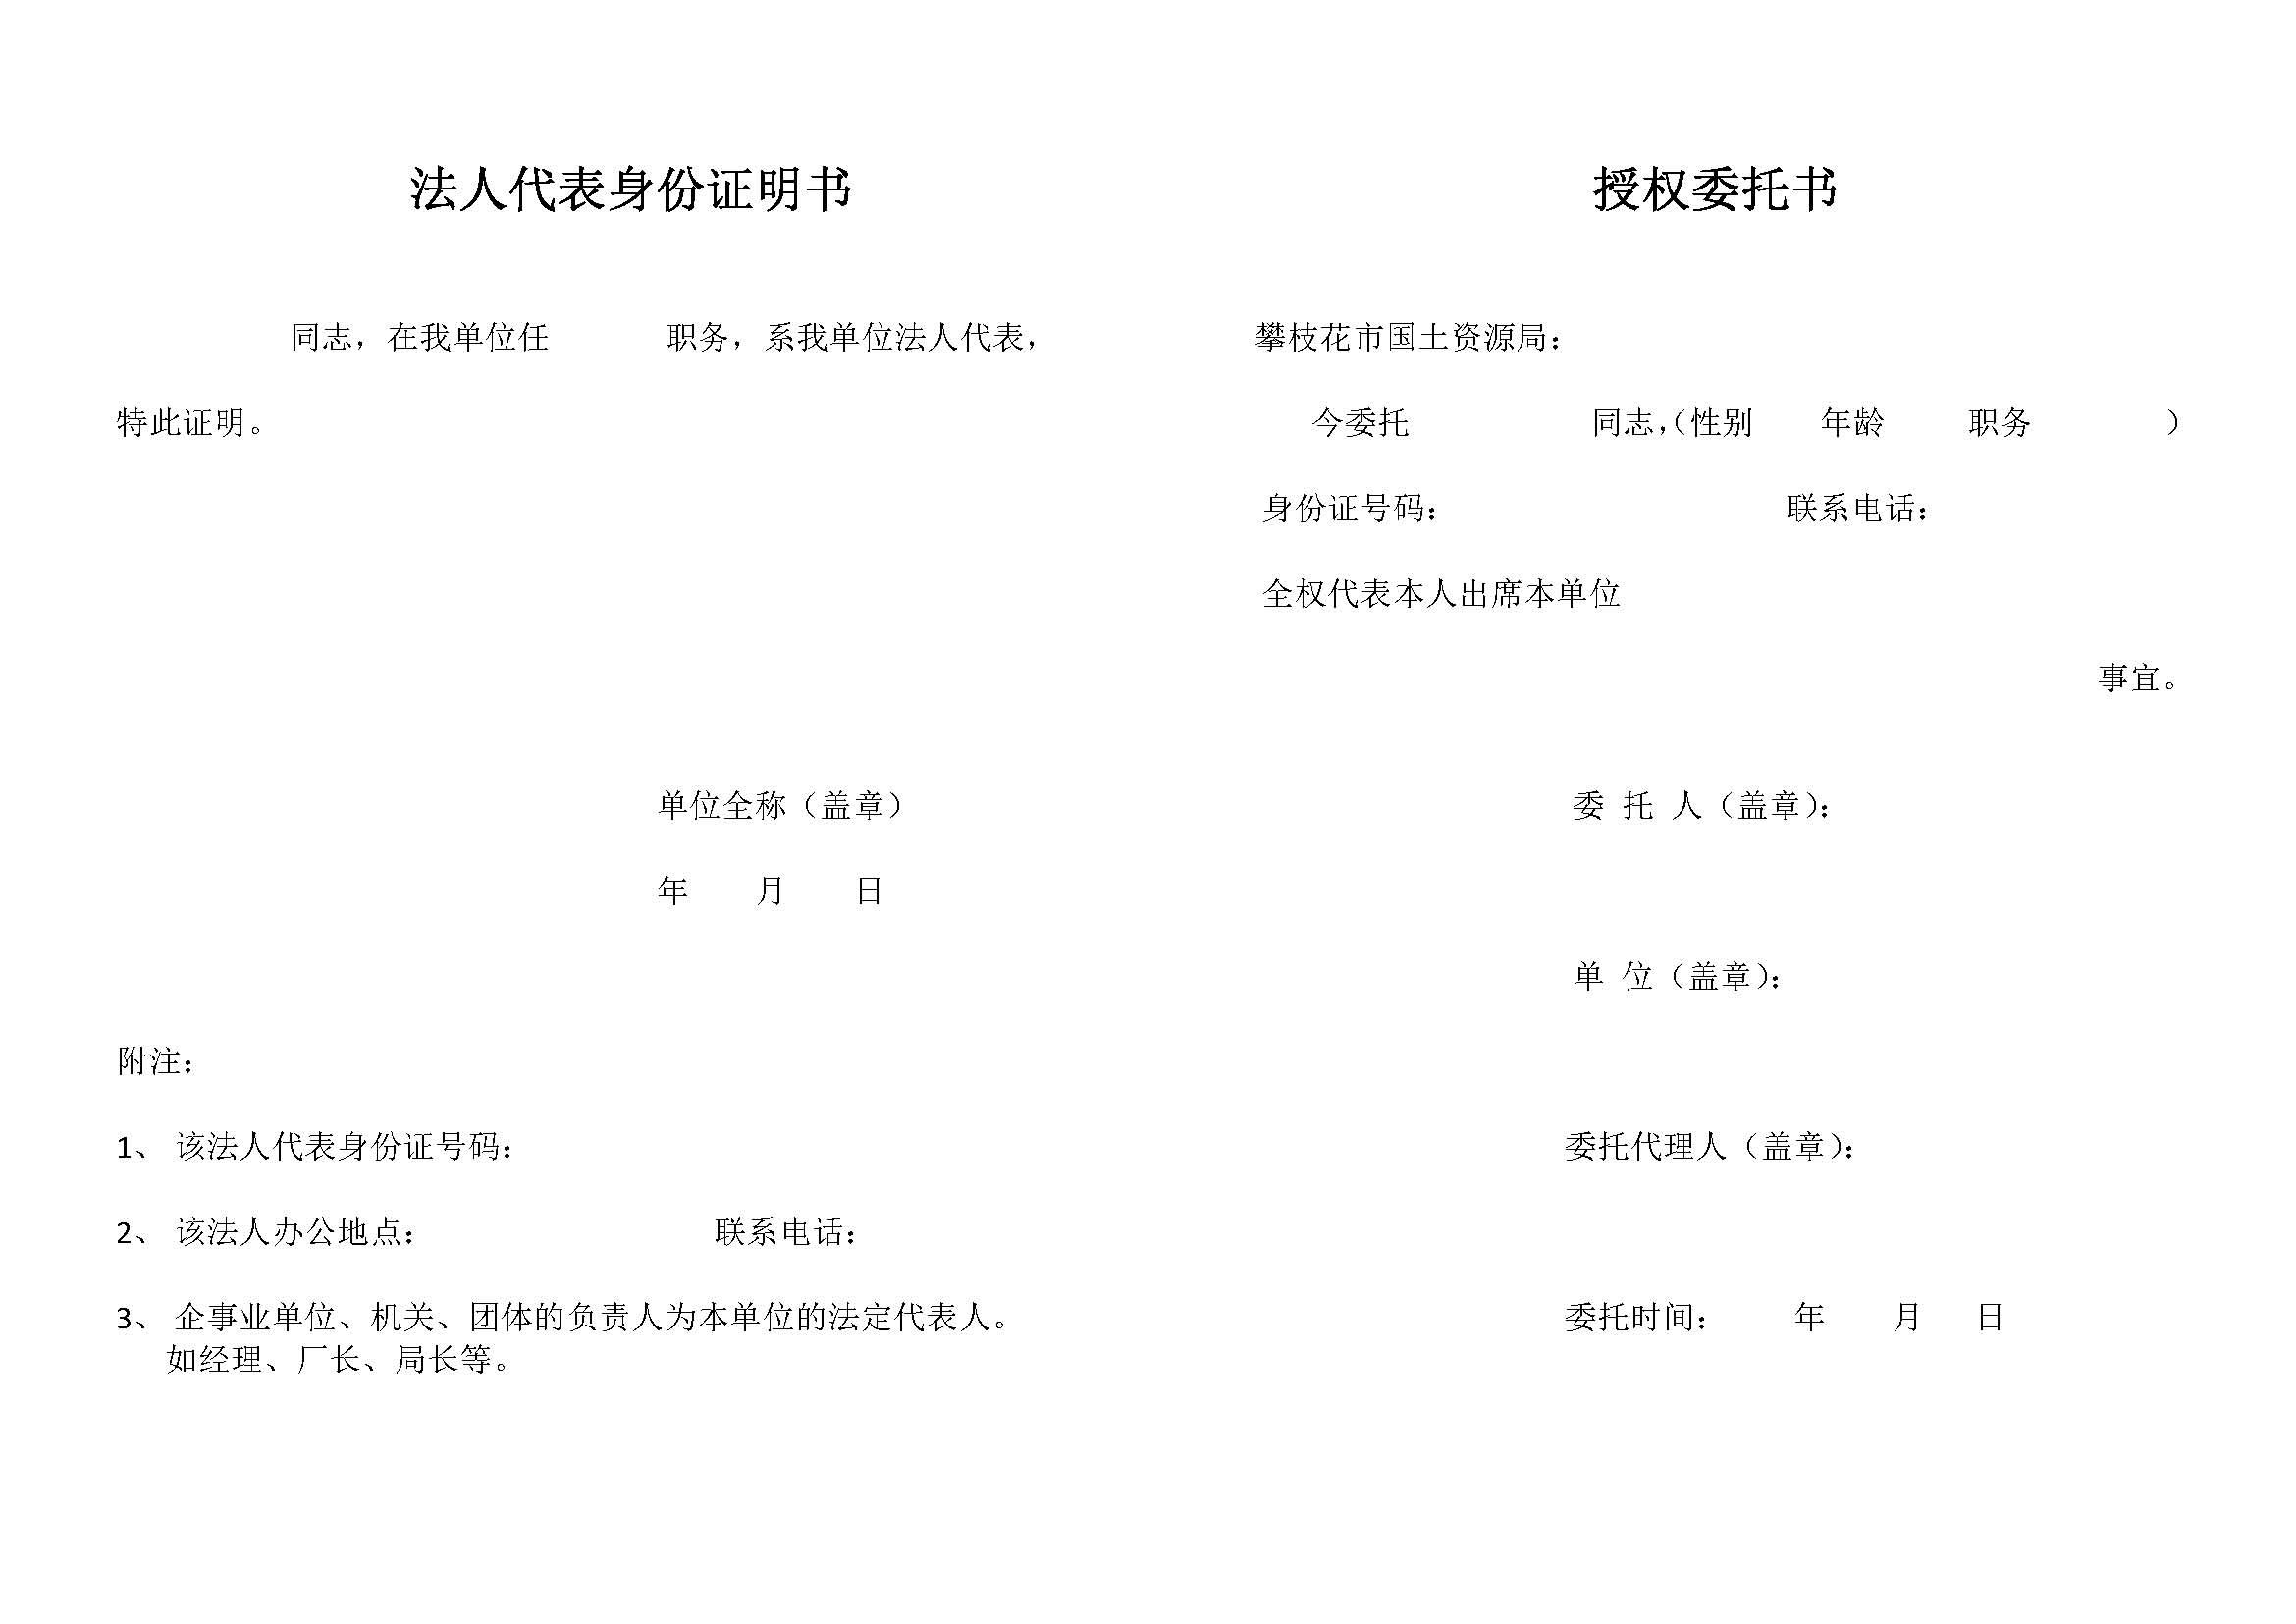 法人代表身份证明书
同志，在我单位任 职务，系我单位法人代表，
特此证明。
单位全称（盖章）
年 月 日
附注：
1、 该法人代表身份证号码：
2、 该法人办公地点： 联系电话：
3、 企事业单位、机关、团体的负责人为本单位的法定代表人。
如经理、厂长、局长等。
授权委托书
攀枝花市国土资源局：
今委托 同志，（性别 年龄 职务 ）
身份证号码： 联系电话：
全权代表本人出席本单位
事宜。
委 托 人（盖章）：
单 位（盖章）：
委托代理人（盖章）：
委托时间： 年 月 日